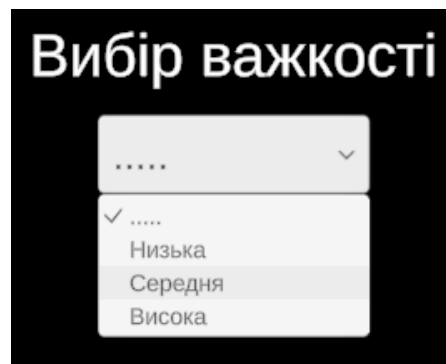 Вибір важкості
.....
.....
Низька
Середня
Висока